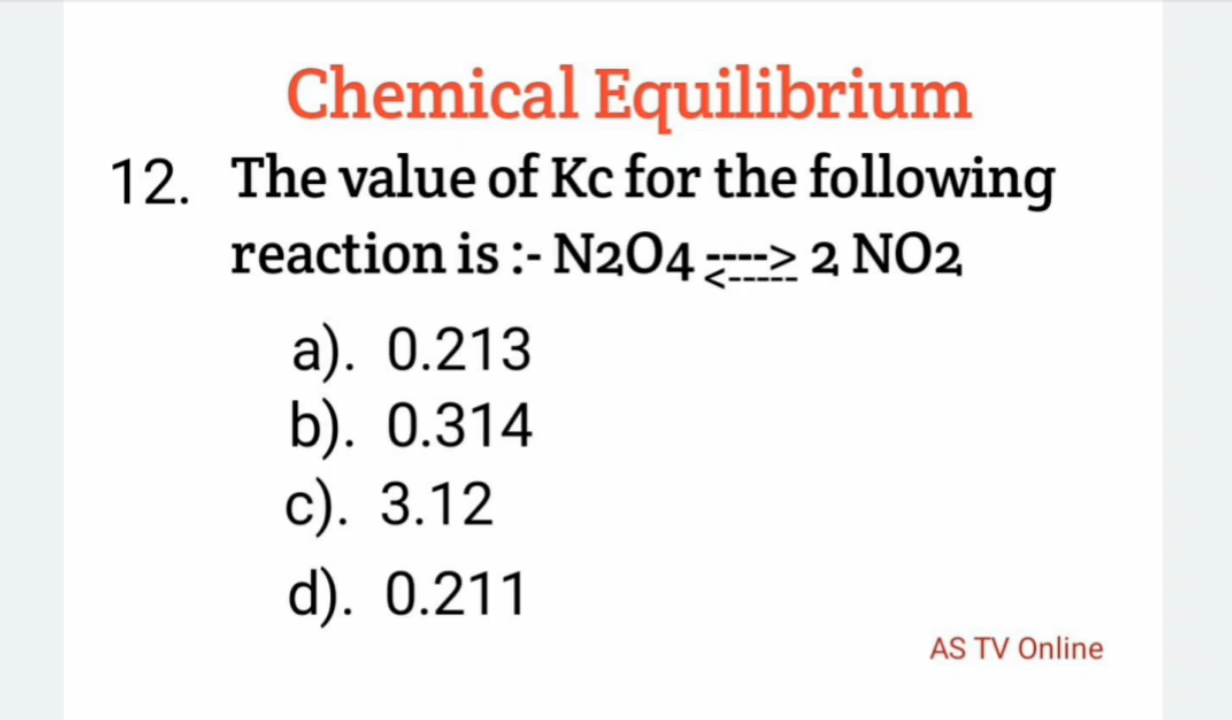 Chemical Equilibrium
12. The value of Kc for the following
reaction is :- N2O4 <----> 2 NO2
a). 0.213
b). 0.314
c). 3.12
d). 0.211
AS TV Online